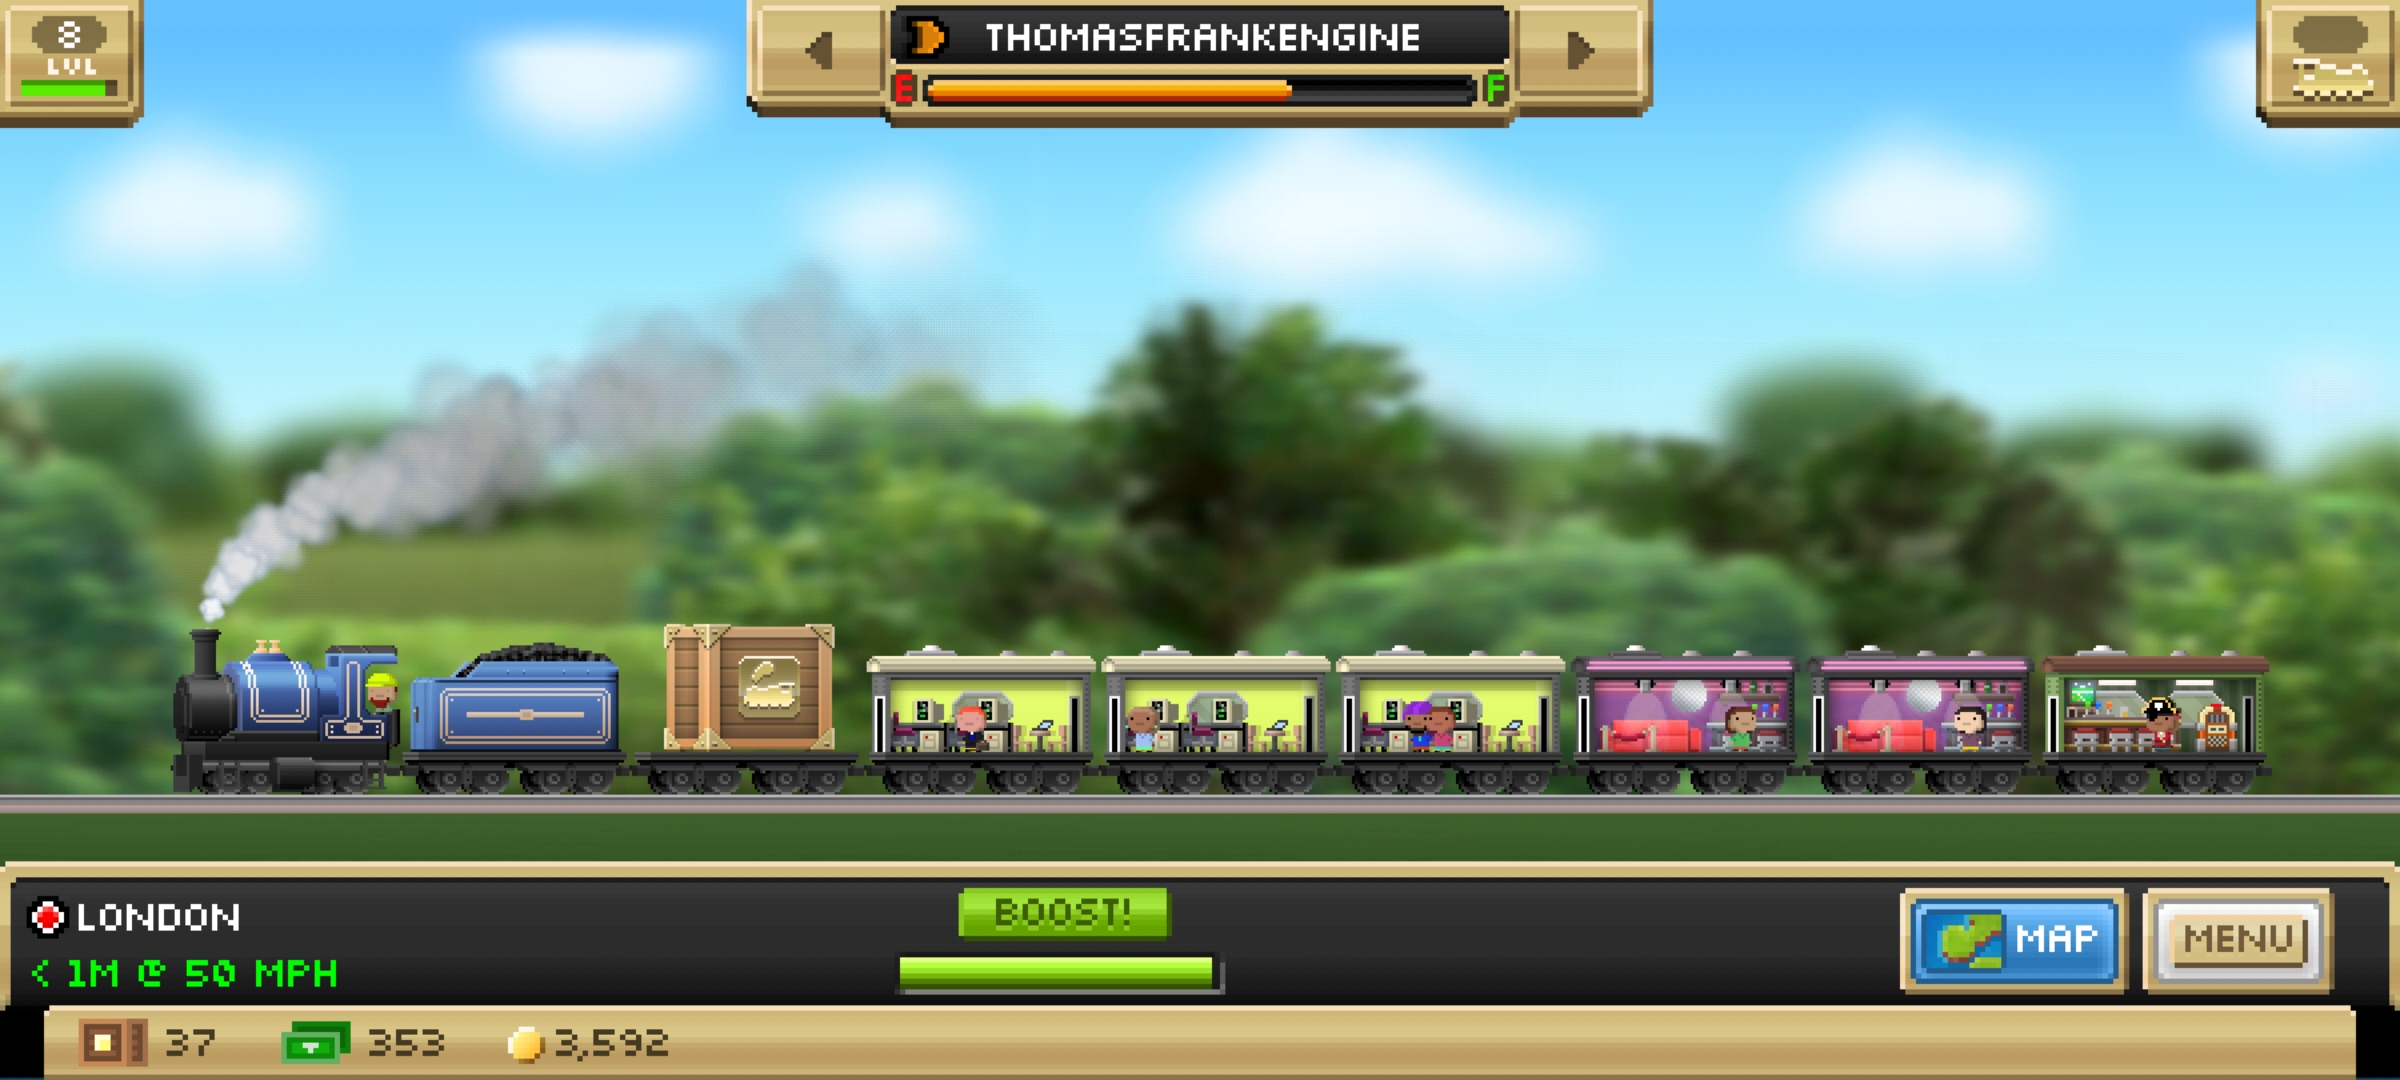 8
LVL
THOMASFRANKENGINE
E F
LONDON
< 1M @ 50 MPH
BOOST!
MAP
MENU
37 353 3,592